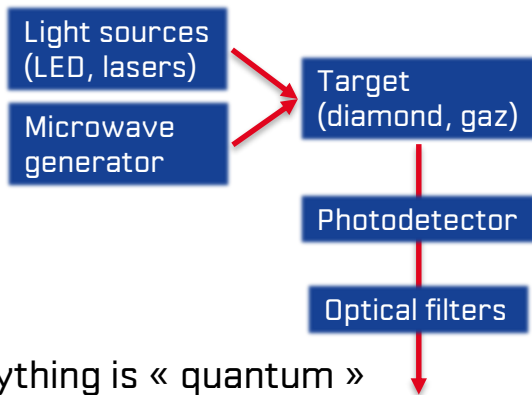 Light sources
(LED, lasers)
Microwave
generator
Target
(diamond, gaz)
Photodetector
Optical filters
ything is « quantum »